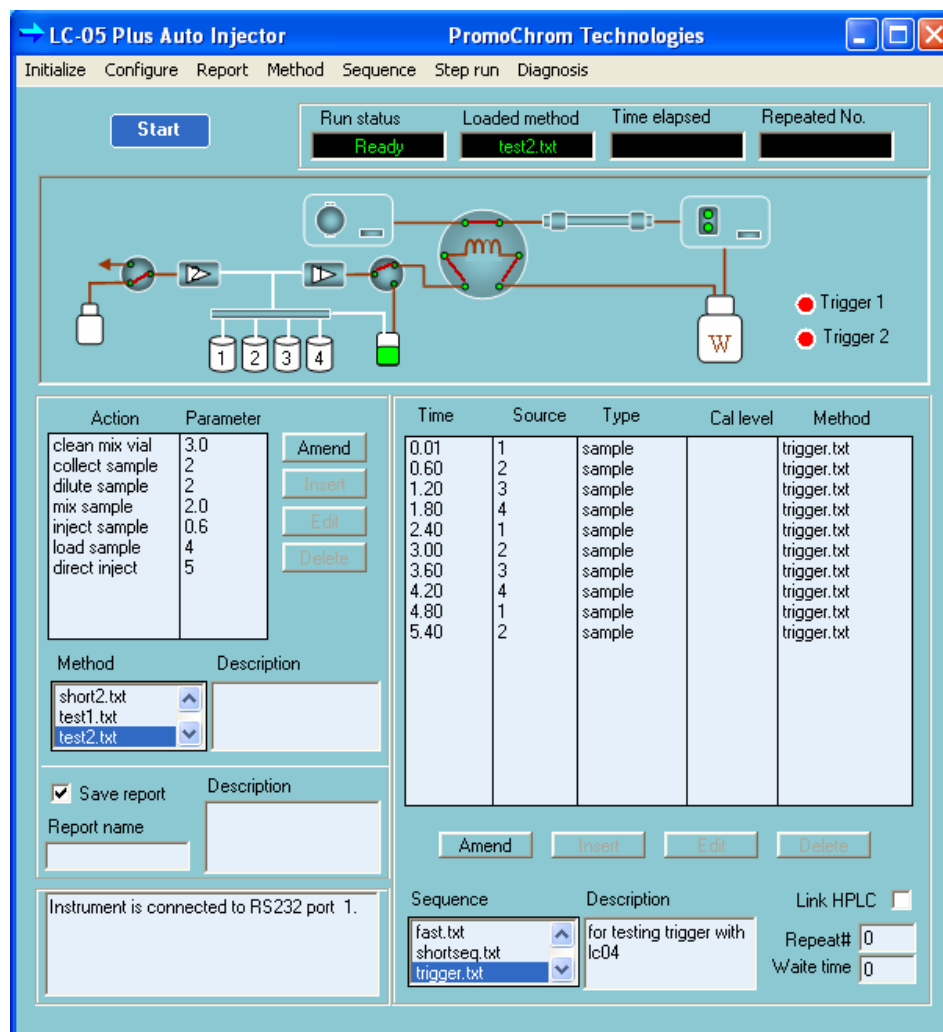 LC-05 Plus Auto Injector PromoChrom Technologies
Initialize Configure Report Method Sequence Step run Diagnosis
Start
Run status Loaded method Time elapsed Repeated No.
Ready test2.txt
Trigger 1
Trigger 2
1 2 3 4
W
Action Parameter
clean mix vial 3.0
collect sample 2
dilute sample 2
mix sample 2.0
inject sample 0.6
load sample 4
direct inject 5
Amend
Insert
Edit
Delete
Method Description
short2.txt
test1.txt
test2.txt
Save report Description
Report name
Instrument is connected to RS232 port 1.
Time Source Type Cal level Method
0.01 1 sample trigger.txt
0.60 2 sample trigger.txt
1.20 3 sample trigger.txt
1.80 4 sample trigger.txt
2.40 1 sample trigger.txt
3.00 2 sample trigger.txt
3.60 3 sample trigger.txt
4.20 4 sample trigger.txt
4.80 1 sample trigger.txt
5.40 2 sample trigger.txt
Amend Insert Edit Delete
Sequence Description Link HPLC
fast.txt
shortseq.txt
trigger.txt
for testing trigger with
lc04
Repeat# 0
Waite time 0